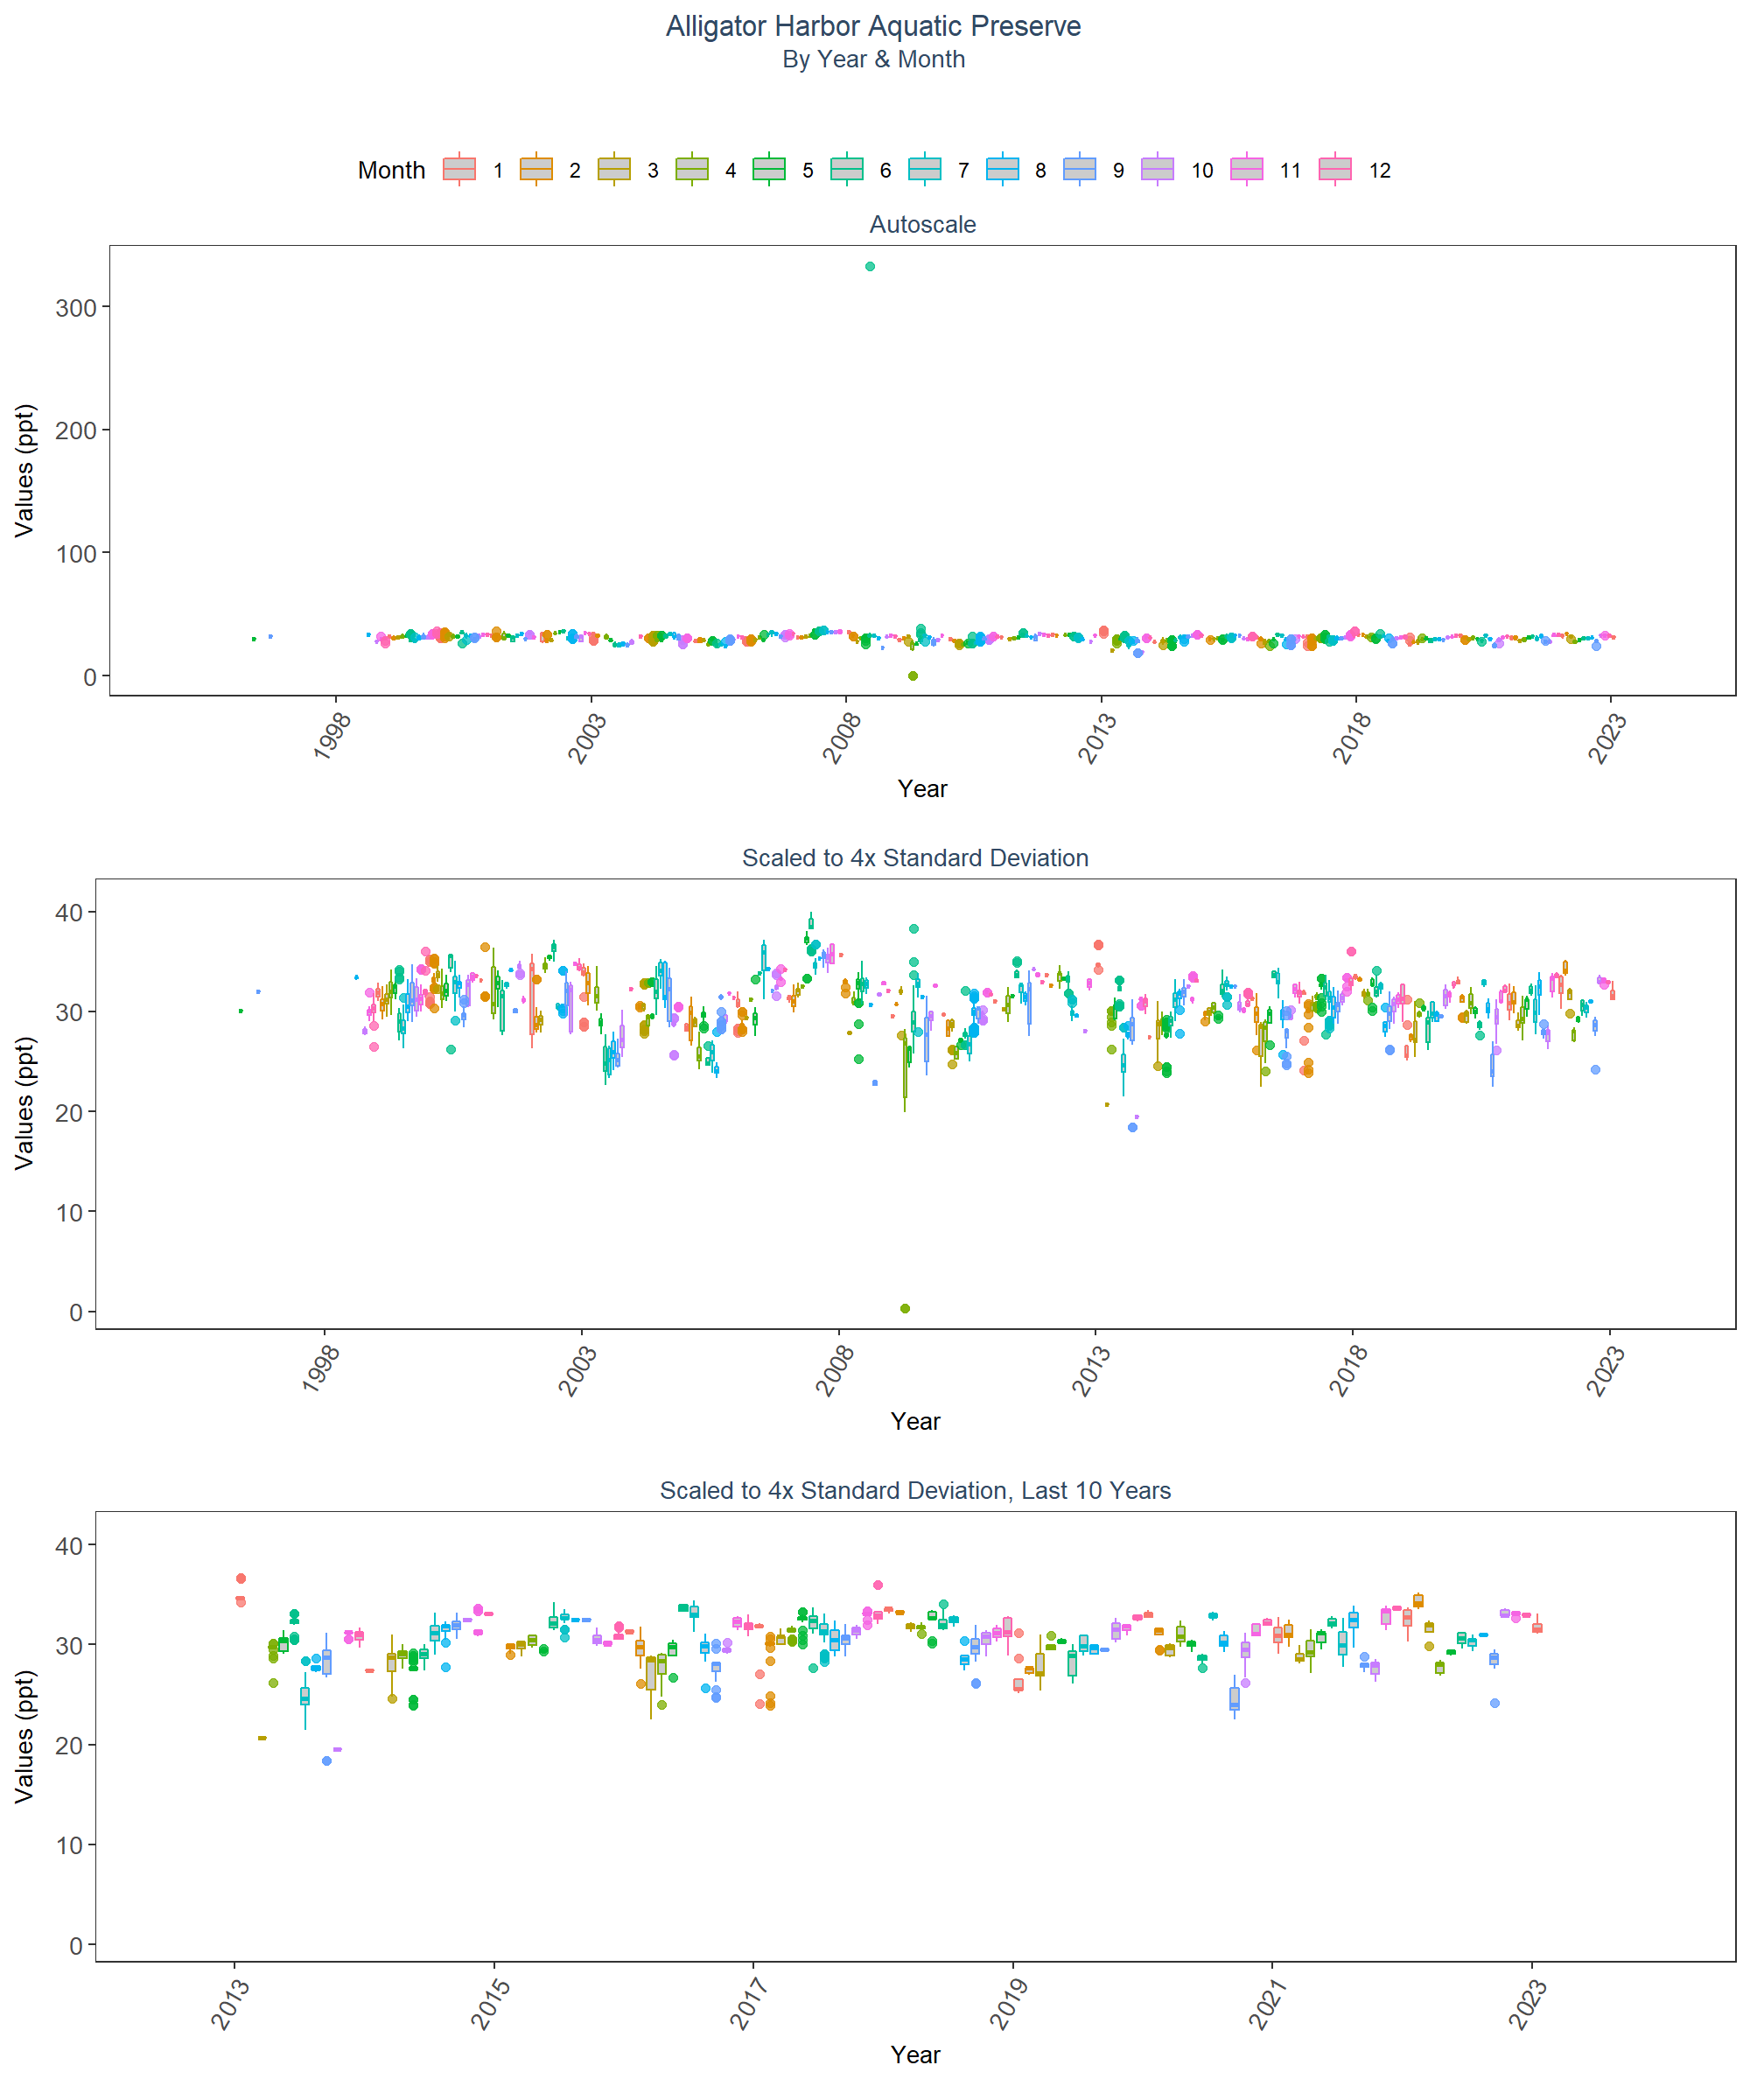 Alligator Harbor Aquatic Preserve
By Year & Month
Month 1 2 3 4 5 6 7 8 9 10 11 12
Autoscale
Values (ppt)
300
200
100
0
1998 2003 2008 2013 2018 2023
Year
Scaled to 4x Standard Deviation
Values (ppt)
40
30
20
10
0
1998 2003 2008 2013 2018 2023
Year
Scaled to 4x Standard Deviation, Last 10 Years
Values (ppt)
40
30
20
10
0
2013 2015 2017 2019 2021 2023
Year